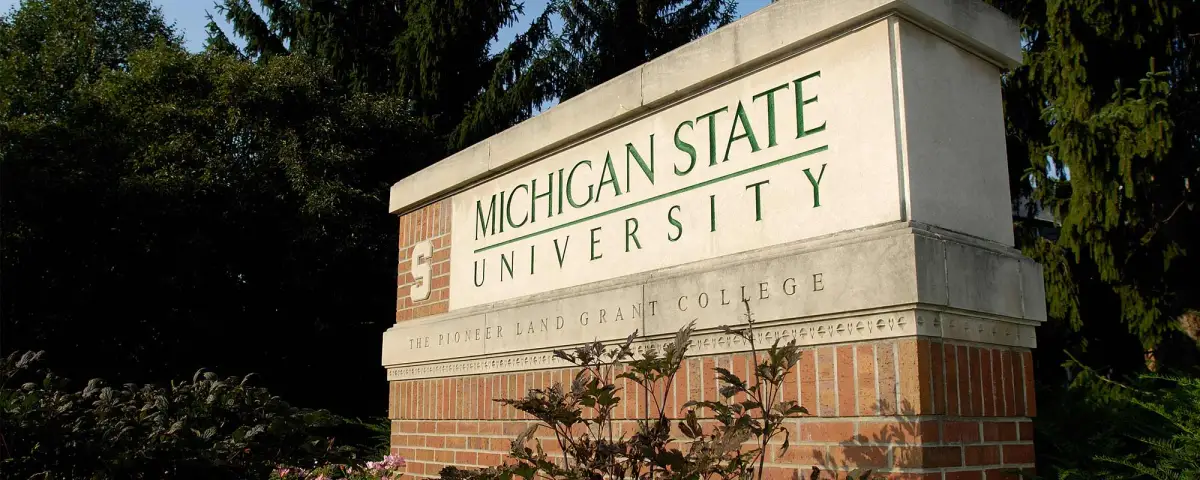 MICHIGAN STATE
UNIVERSITY
S
THE PIONEER LAND GRANT COLLEGE